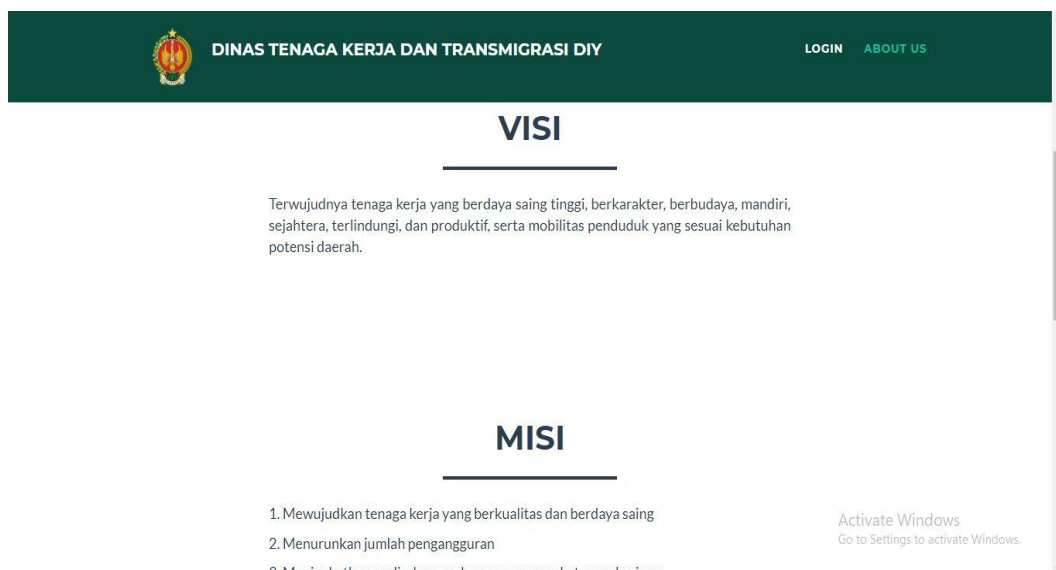 DINAS TENAGA KERJA DAN TRANSMIGRASI DIY
LOGIN ABOUT US
VISI
Terwujudnya tenaga kerja yang berdaya saing tinggi, berkarakter, berbudaya, mandiri,
sejahtera, terlindungi, dan produktif, serta mobilitas penduduk yang sesuai kebutuhan
potensi daerah.
MISI
1. Mewujudkan tenaga kerja yang berkualitas dan berdaya saing
2. Menurunkan jumlah pengangguran
Activate Windows
Go to Settings to activate Windows.